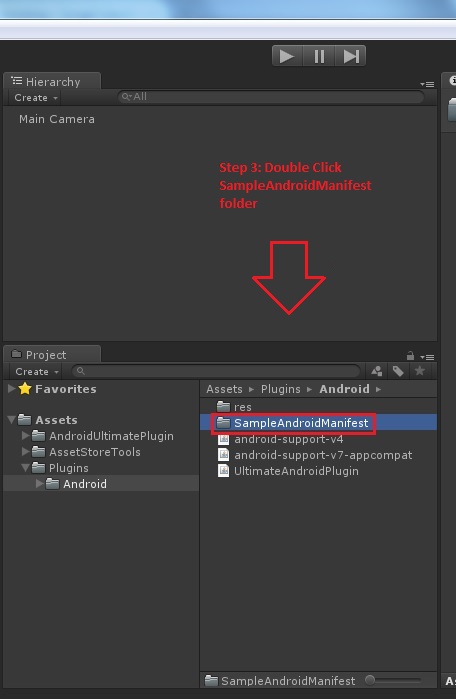 Hierarchy
Create
All
Main Camera
Step 3: Double Click
SampleAndroidManifest
folder
Project
Create
Favorites
Assets
AndroidUltimatePlugin
AssetStoreTools
Plugins
Android
Assets Plugins Android
res
SampleAndroidManifest
android-support-v4
android-support-v7-appcompat
UltimateAndroidPlugin
SampleAndroidManifest